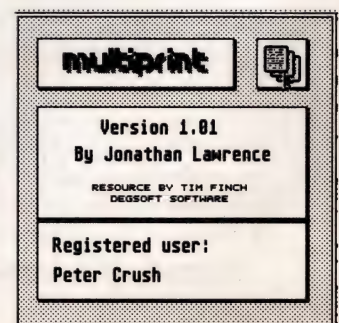 multiprint
Version 1.01
By Jonathan Lawrence
RESOURCE BY TIM FINCH
DEGSOFT SOFTWARE
Registered user:
Peter Crush